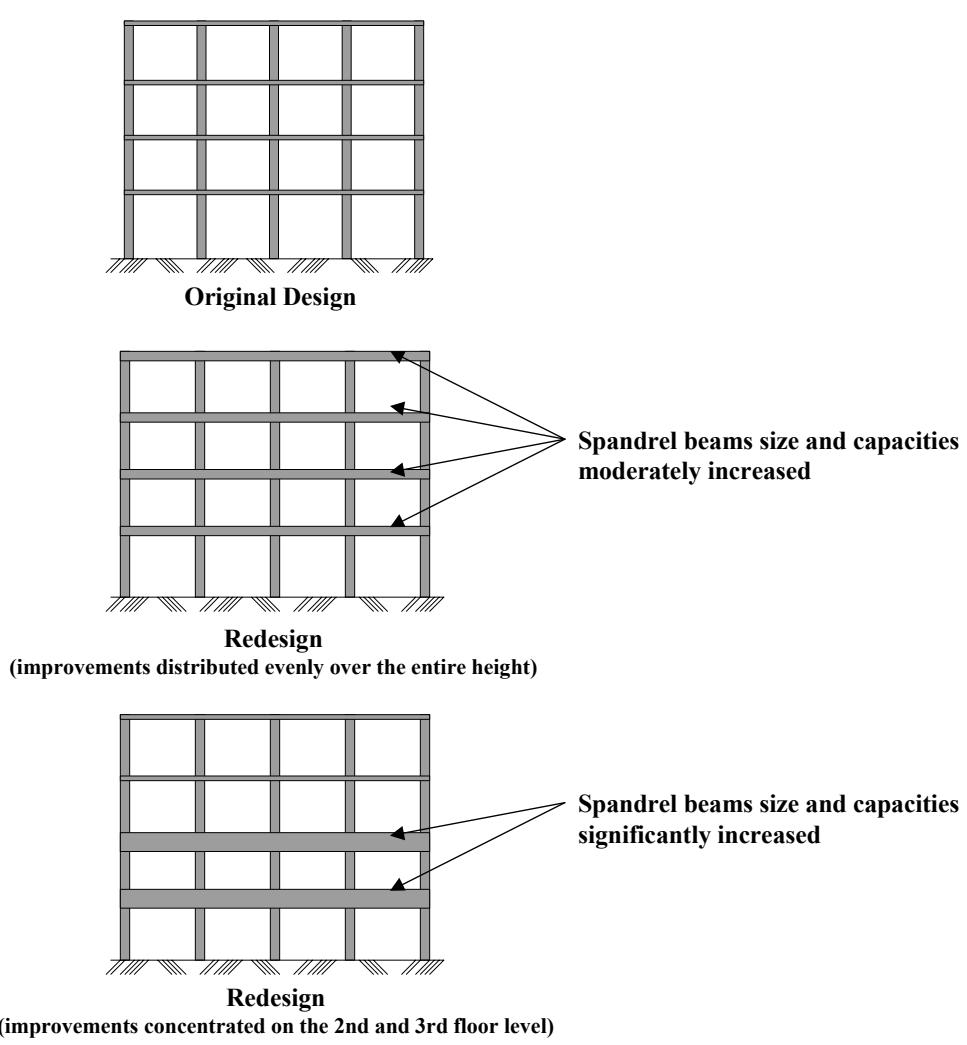 Original Design
Spandrel beams size and capacities
moderately increased
Redesign
(improvements distributed evenly over the entire height)
Spandrel beams size and capacities
significantly increased
Redesign
(improvements concentrated on the 2nd and 3rd floor level)